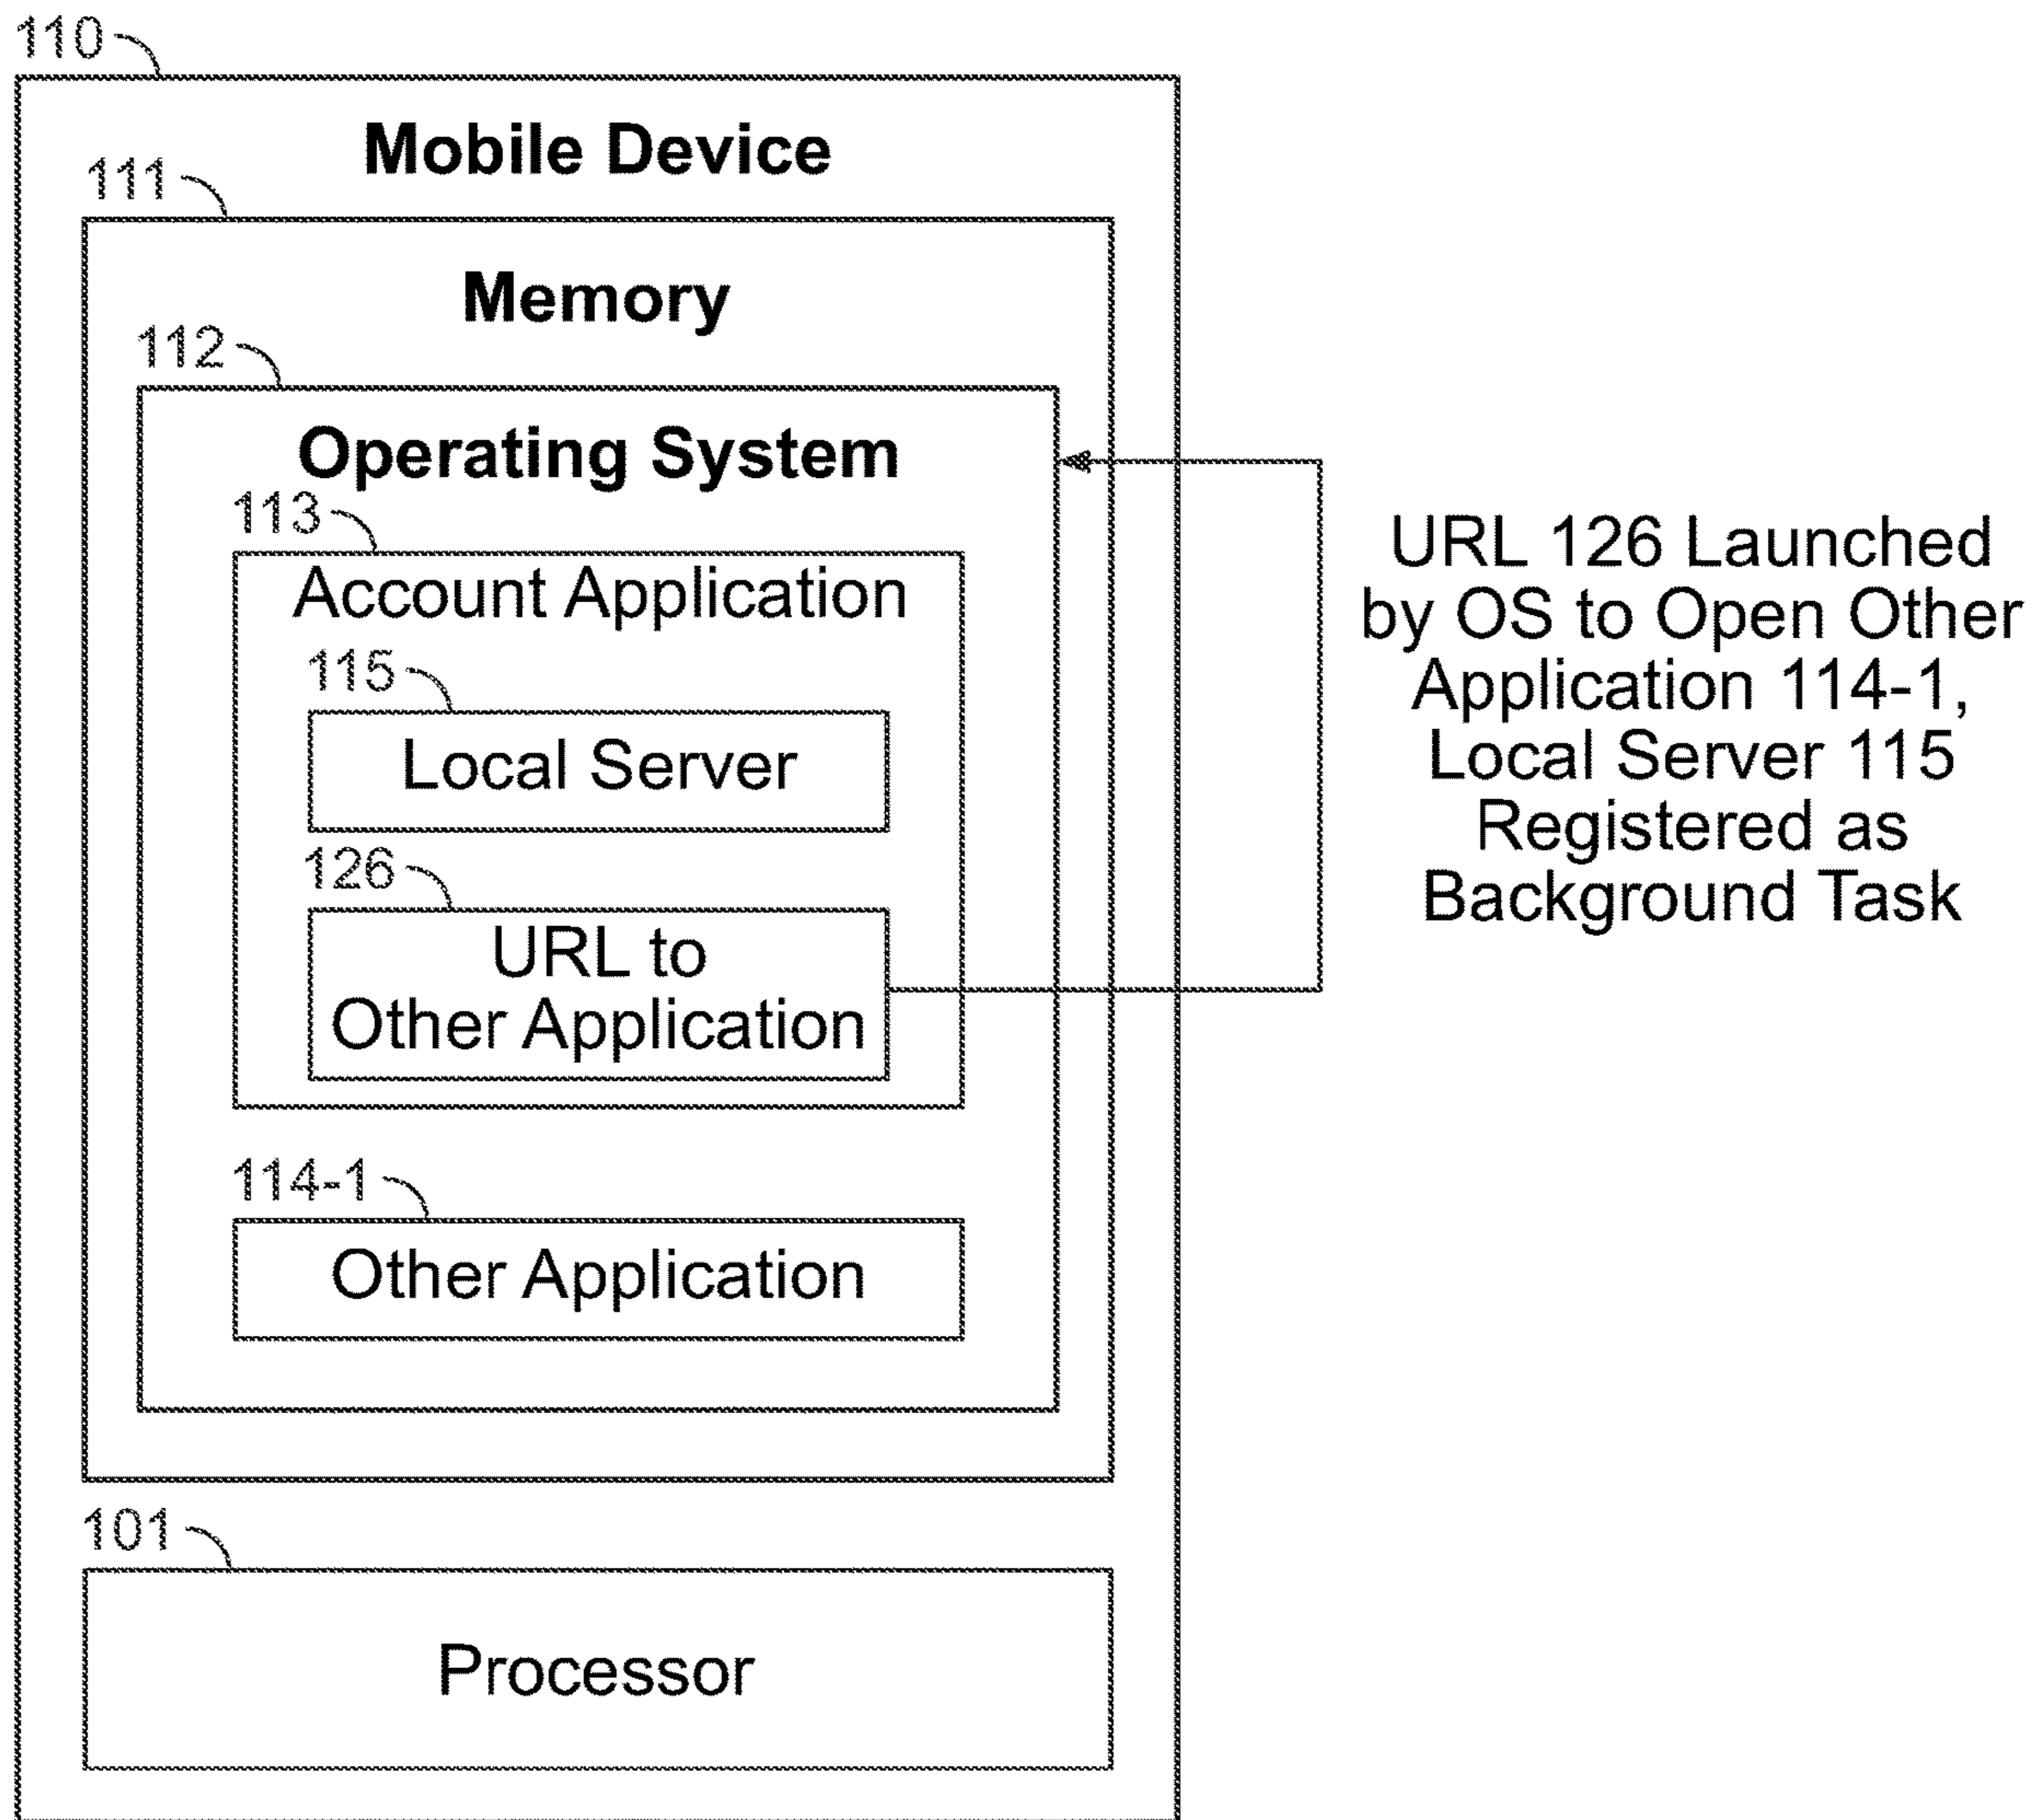 110
Mobile Device
111
Memory
112
Operating System
113
Account Application
115
Local Server
126
URL to
Other Application
114-1
Other Application
101
Processor
URL 126 Launched
by OS to Open Other
Application 114-1,
Local Server 115
Registered as
Background Task